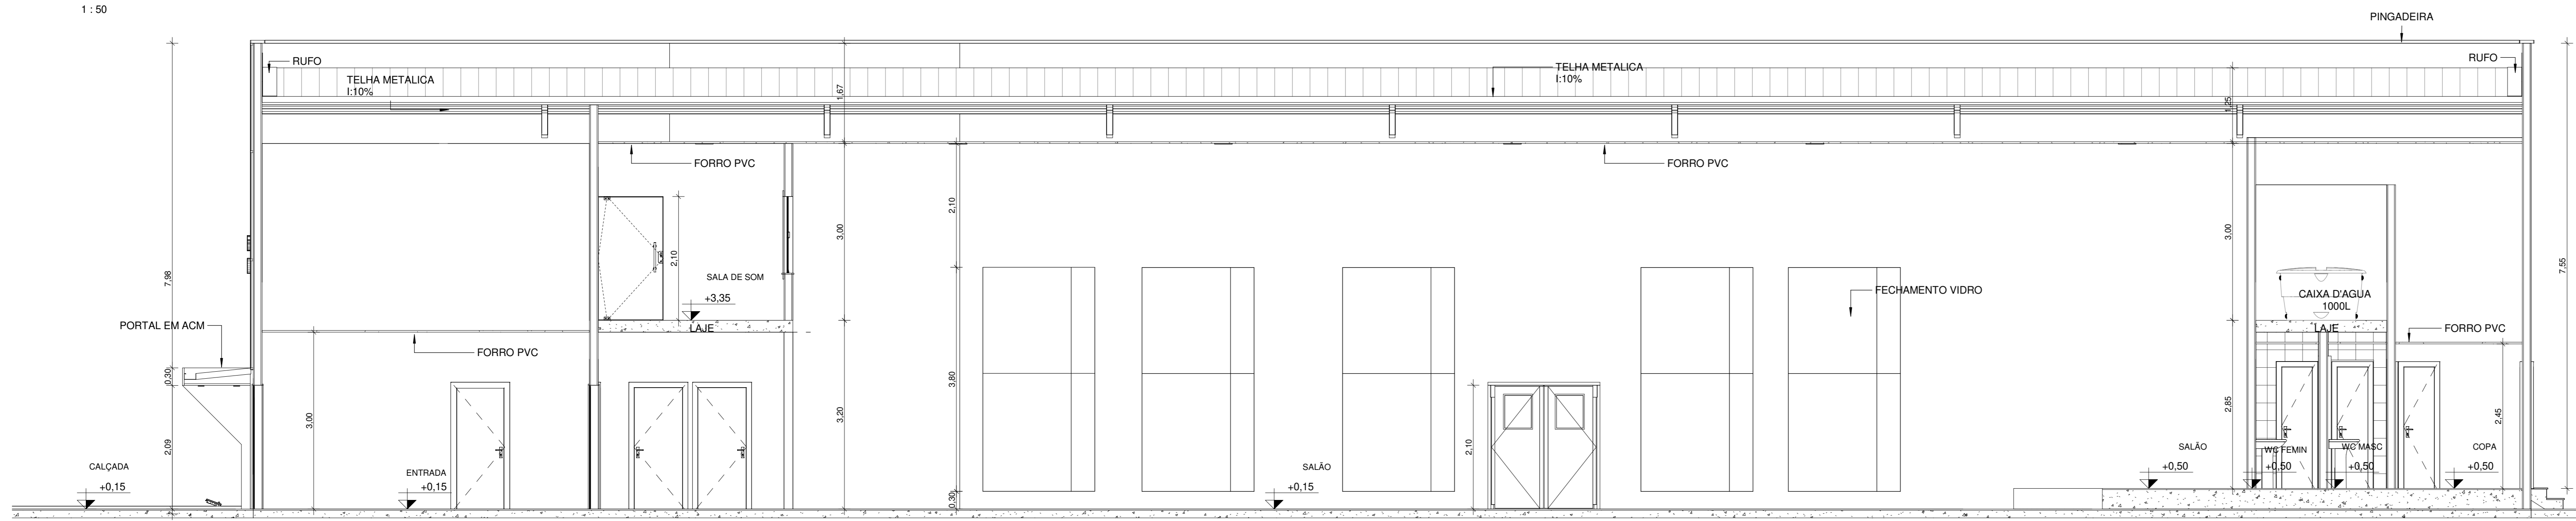 1 : 50
PINGADEIRA
RUFO
RUFO
TELHA METALICA
I:10%
TELHA METALICA
I:10%
1,67
1,25
FORRO PVC
FORRO PVC
2,10
3,00
3,00
2,10
7,98
7,55
SALA DE SOM
+3,35
FECHAMENTO VIDRO
CAIXA D'AGUA
1000L
PORTAL EM ACM
LAJE
LAJE
FORRO PVC
FORRO PVC
0,30
3,80
3,20
3,00
2,85
2,45
2,09
2,10
CALÇADA
+0,15
ENTRADA
+0,15
SALÃO
+0,15
0,30
SALÃO
+0,50
WC FEMIN
+0,50
WC MASC
+0,50
COPA
+0,50